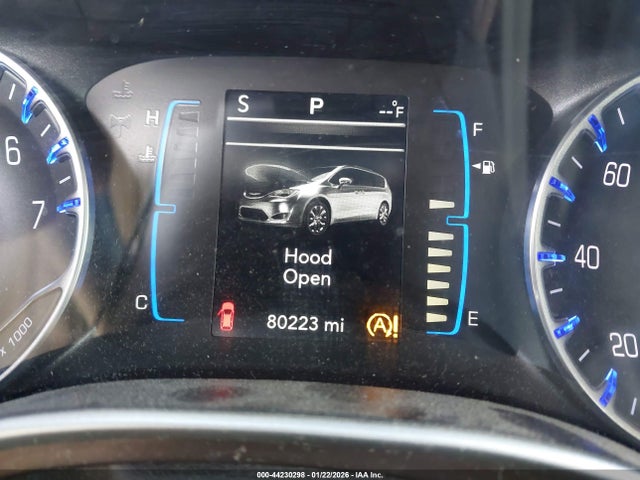 S P --°F
H
F
6
7
60
40
20
x 1000
Hood
Open
C
80223 mi
A !
E
000-44230298 - 01/22/2026 - IAA Inc.